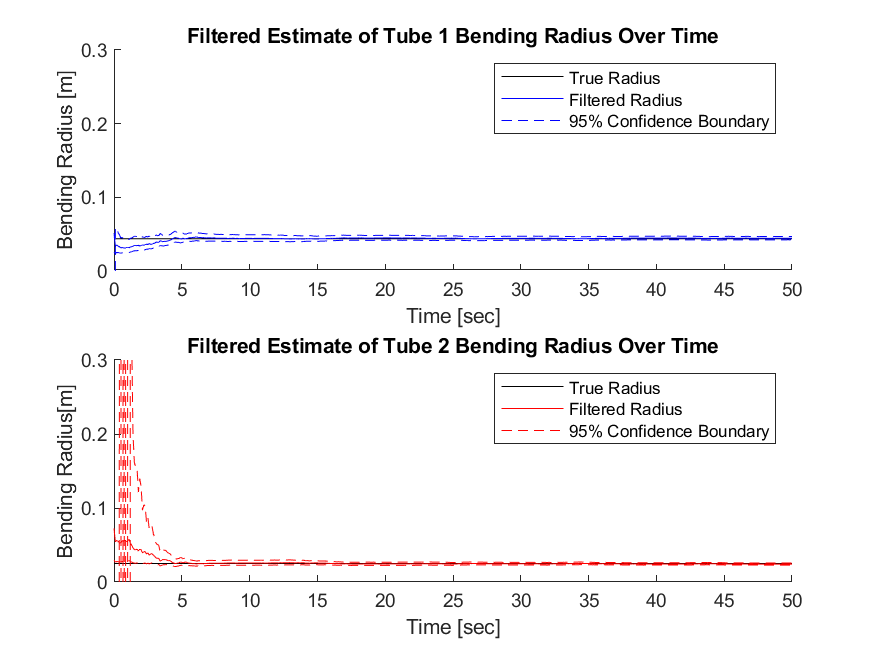 Filtered Estimate of Tube 1 Bending Radius Over Time
0.3
0.2
0.1
0
Bending Radius [m]
True Radius
Filtered Radius
95% Confidence Boundary
0 5 10 15 20 25 30 35 40 45 50
Time [sec]
Filtered Estimate of Tube 2 Bending Radius Over Time
0.3
0.2
0.1
0
Bending Radius[m]
True Radius
Filtered Radius
95% Confidence Boundary
0 5 10 15 20 25 30 35 40 45 50
Time [sec]